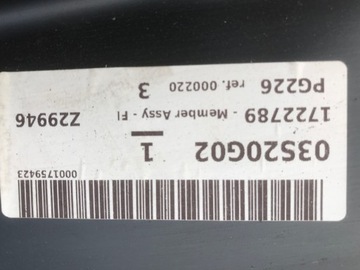 0001759423
03S20G02
1
1722789 - Member Assy - Fl
Z29946
3
PG226 ref. 000220